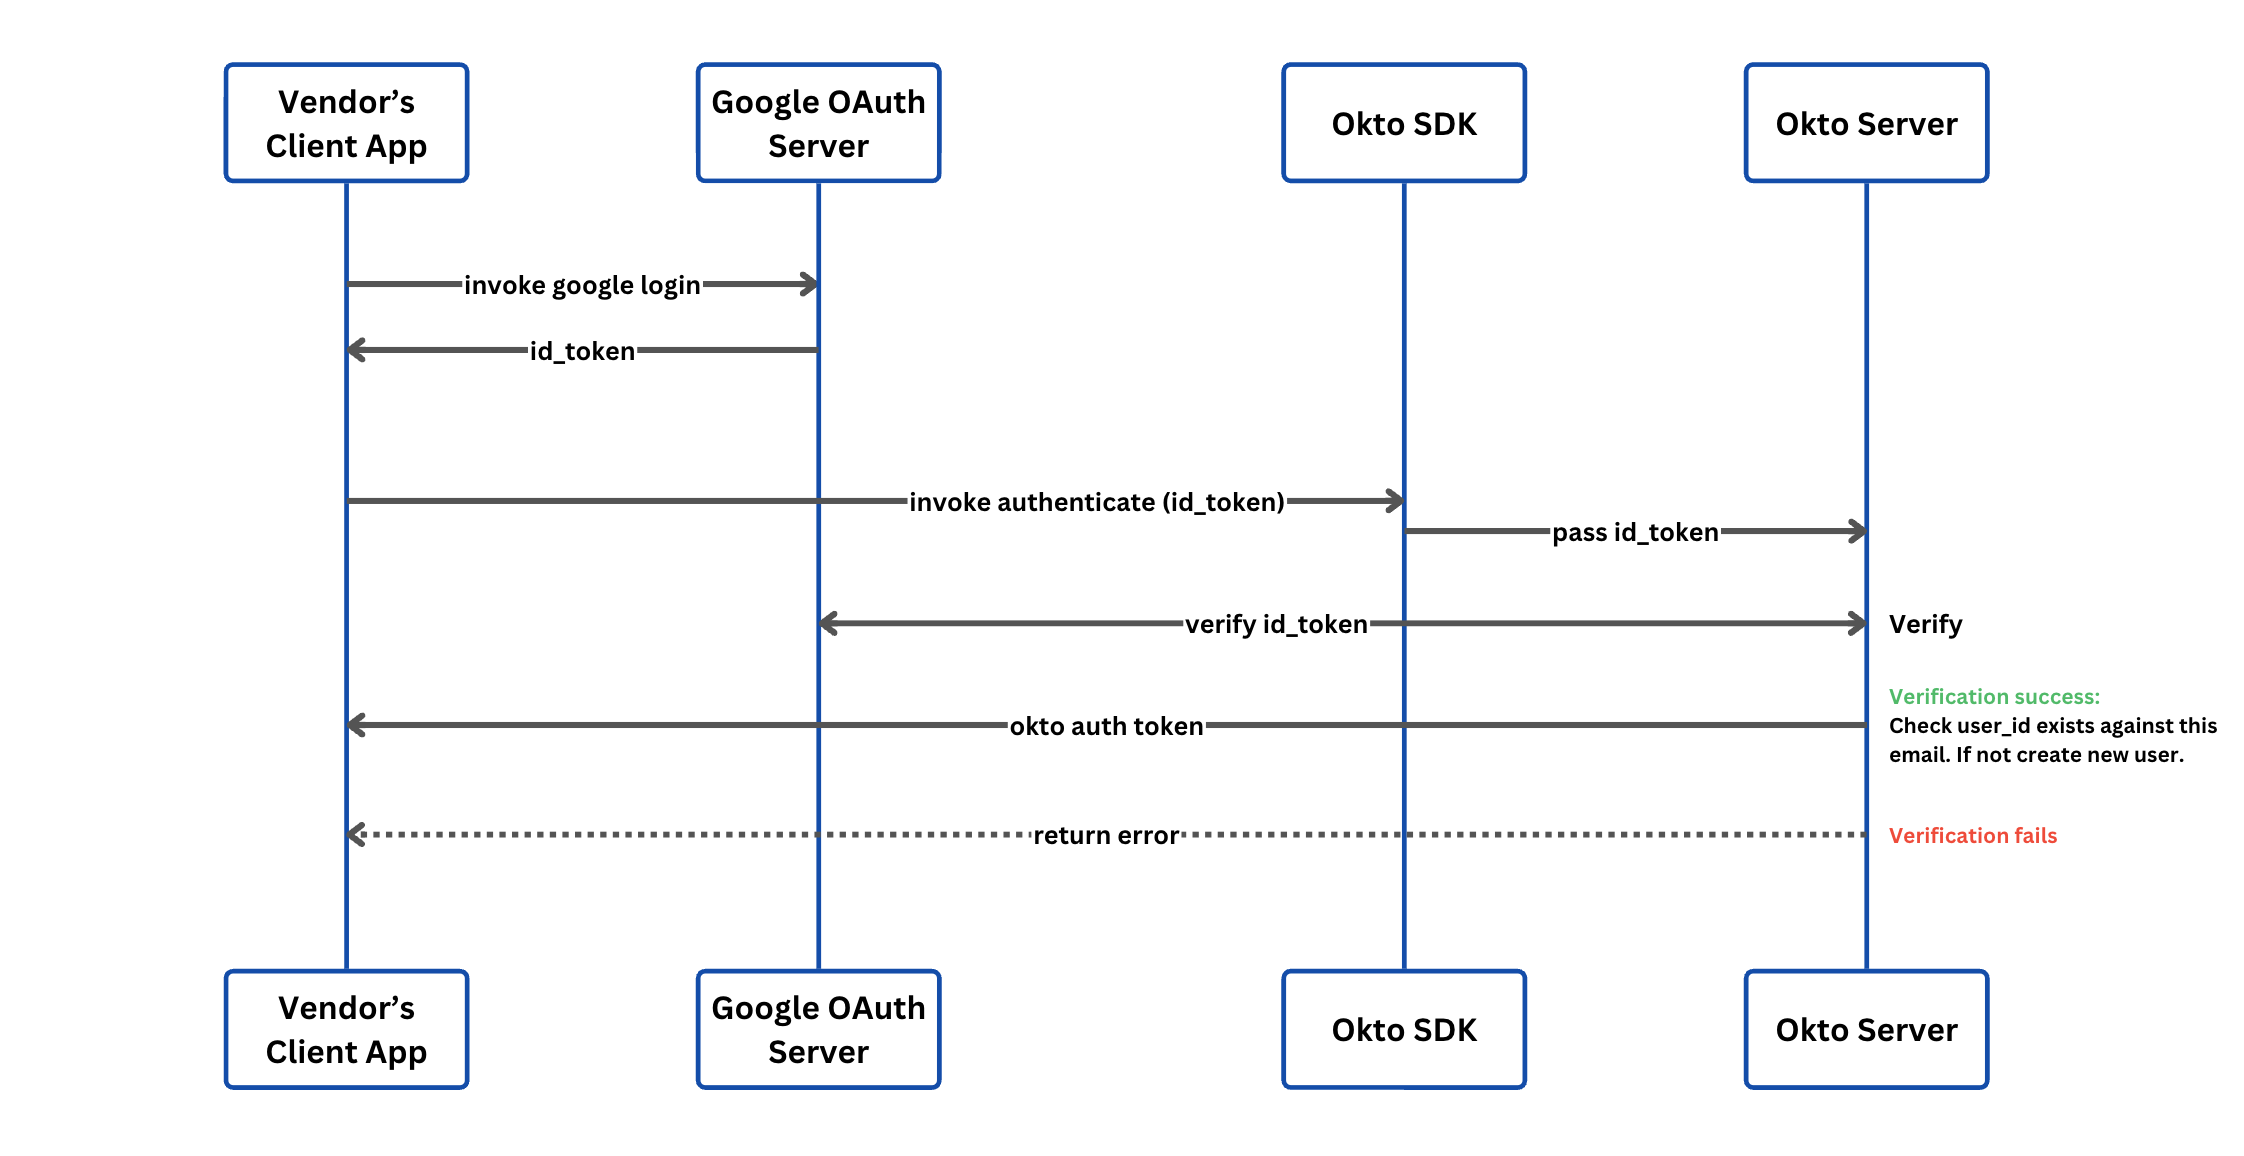 Vendor’s
Client App
Google OAuth
Server
Okto SDK
Okto Server
invoke google login
id_token
invoke authenticate (id_token)
pass id_token
verify id_token
Verify
Verification success:
okto auth token
Check user_id exists against this
email. If not create new user.
return error
Verification fails
Vendor’s
Client App
Google OAuth
Server
Okto SDK
Okto Server